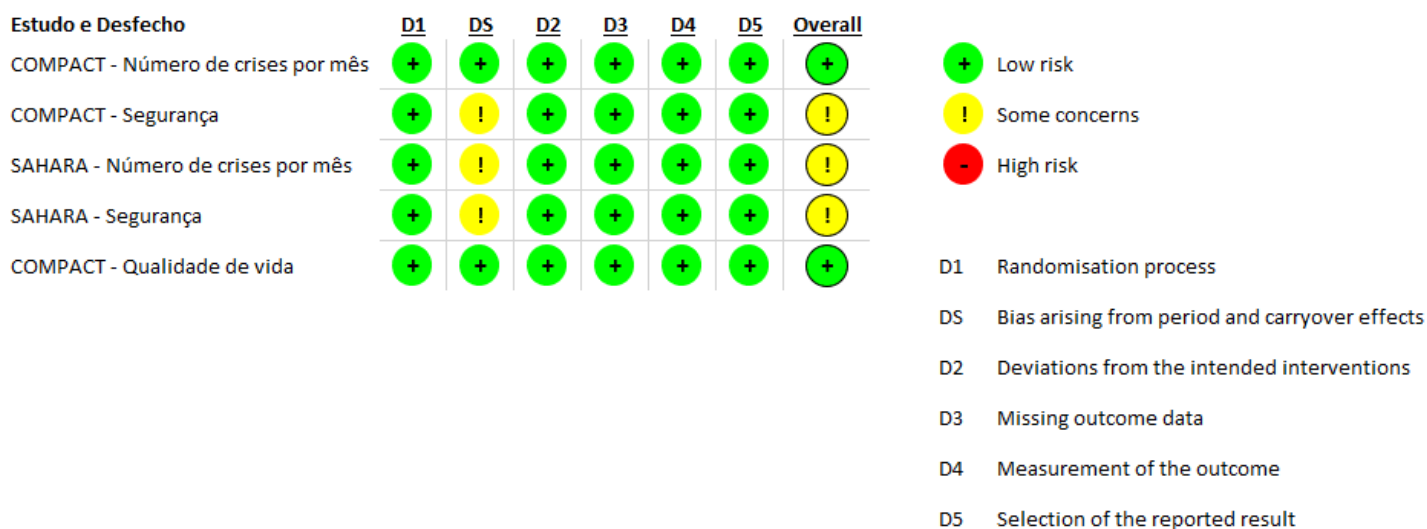 Estudo e Desfecho D1 DS D2 D3 D4 D5 Overall
COMPACT - Número de crises por mês + + + + + + +
COMPACT - Segurança + ! + + + + !
SAHARA - Número de crises por mês + ! + + + + !
SAHARA - Segurança + ! + + + + !
COMPACT - Qualidade de vida + + + + + + +
+ Low risk
! Some concerns
- High risk
D1 Randomisation process
DS Bias arising from period and carryover effects
D2 Deviations from the intended interventions
D3 Missing outcome data
D4 Measurement of the outcome
D5 Selection of the reported result